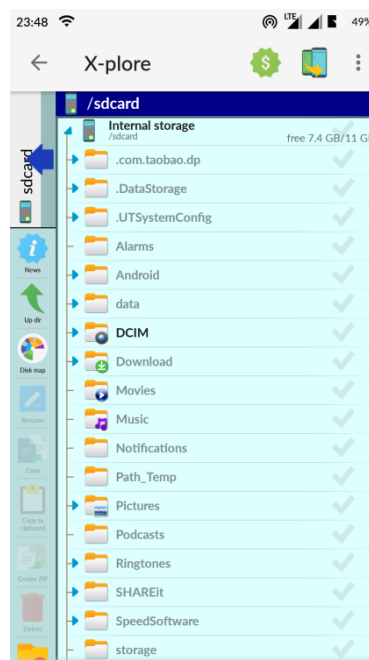 23:48
LTE
49%
X-plore
$
sdcard
/sdcard
Internal storage
/sdcard
free 7.4 GB/11 G
.com.taobao.dp
.DataStorage
.UTSystemConfig
Alarms
Android
data
DCIM
Download
Movies
Music
Notifications
Path_Temp
Pictures
Podcasts
Ringtones
SHAREit
SpeedSoftware
storage
i
News
Up dir
Disk map
Rename
Copy
Copy to
clipboard
Create ZIP
Delete